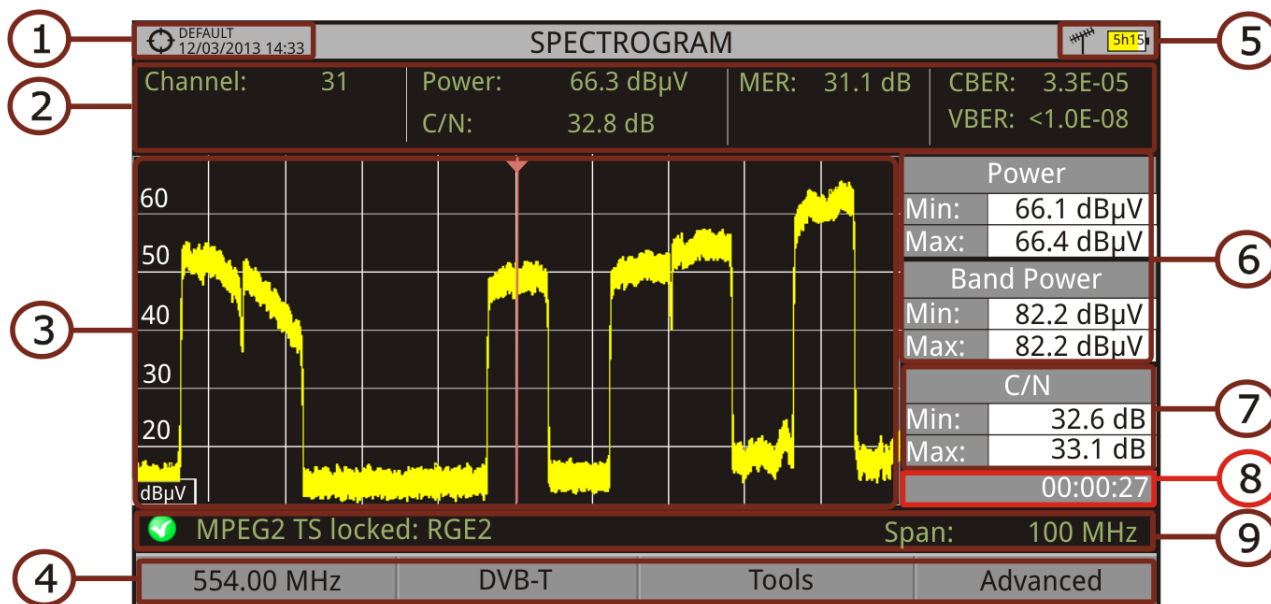 1
DEFAULT
12/03/2013 14:33
SPECTROGRAM
5h15
5
2
Channel: 31
Power: 66.3 dBµV
C/N: 32.8 dB
MER: 31.1 dB
CBER: 3.3E-05
VBER: <1.0E-08
3
60
50
40
30
20
dBµV
Power
Min: 66.1 dBµV
Max: 66.4 dBµV
Band Power
Min: 82.2 dBµV
Max: 82.2 dBµV
6
C/N
Min: 32.6 dB
Max: 33.1 dB
7
00:00:27
8
MPEG2 TS locked: RGE2
Span: 100 MHz
9
4
554.00 MHz
DVB-T
Tools
Advanced